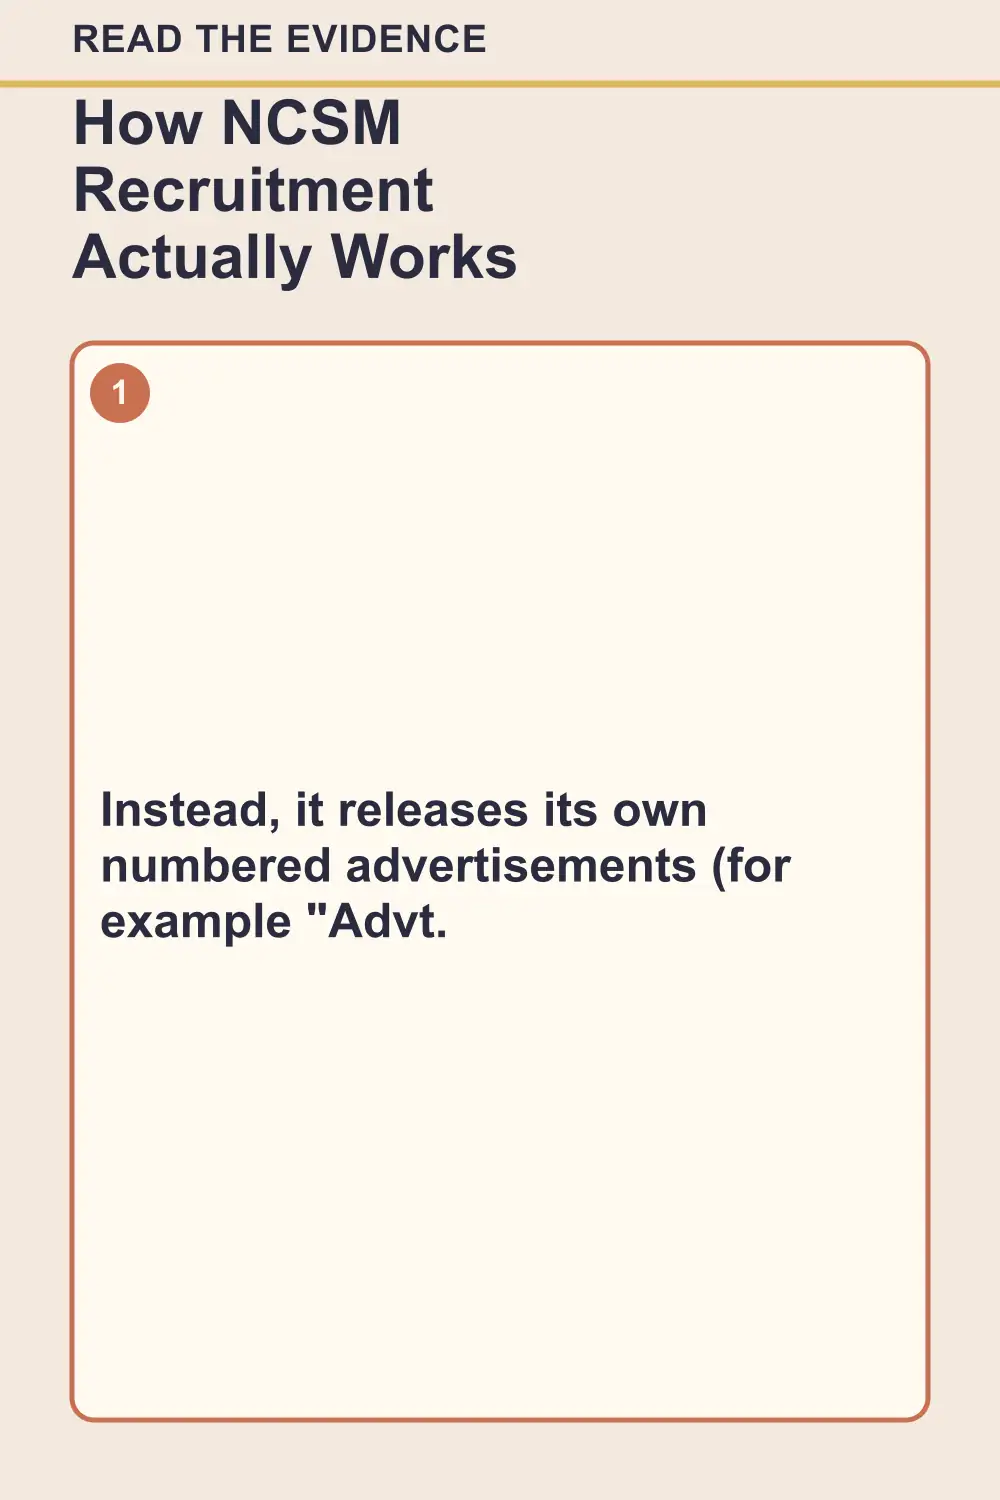 READ THE EVIDENCE
How NCSM
Recruitment
Actually Works
1
Instead, it releases its own
numbered advertisements (for
example "Advt.